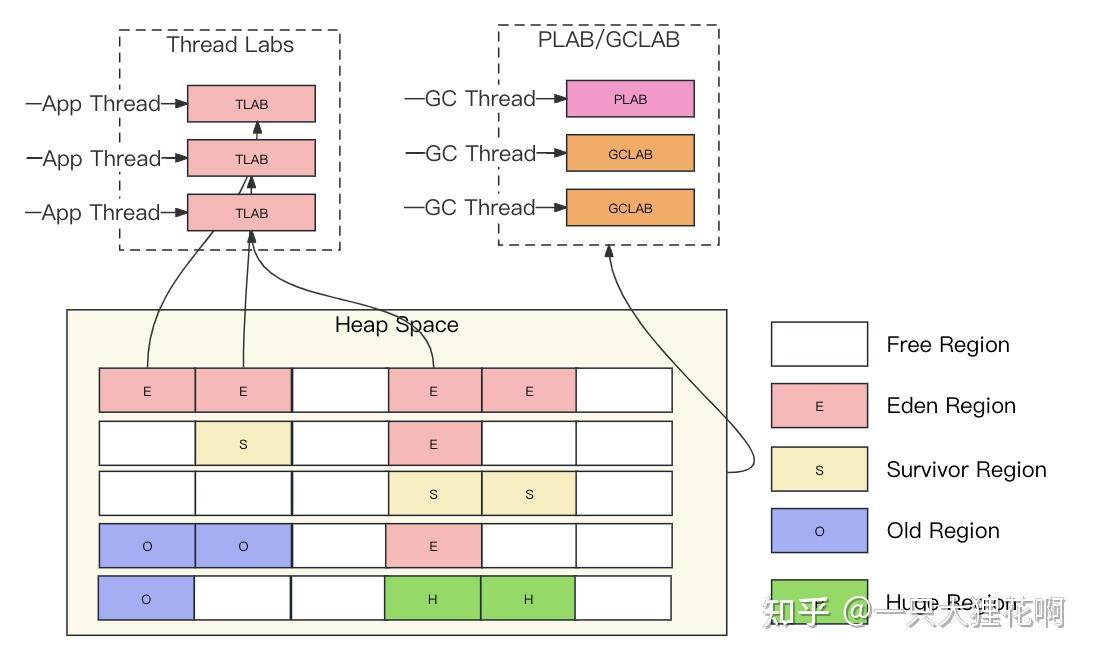 Thread Labs
App Thread
TLAB
App Thread
TLAB
App Thread
TLAB
PLAB/GCLAB
GC Thread
PLAB
GC Thread
GCLAB
GC Thread
GCLAB
Heap Space
E E E E
S E
S S
O O E
O H H
Free Region
E Eden Region
S Survivor Region
O Old Region
Huge Region
知乎 @一只大狸花啊